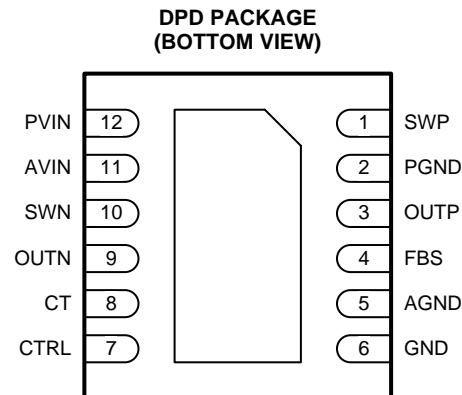 DPD PACKAGE
(BOTTOM VIEW)
PVIN 12 1 SWP
AVIN 11 2 PGND
SWN 10 3 OUTP
OUTN 9 4 FBS
CT 8 5 AGND
CTRL 7 6 GND